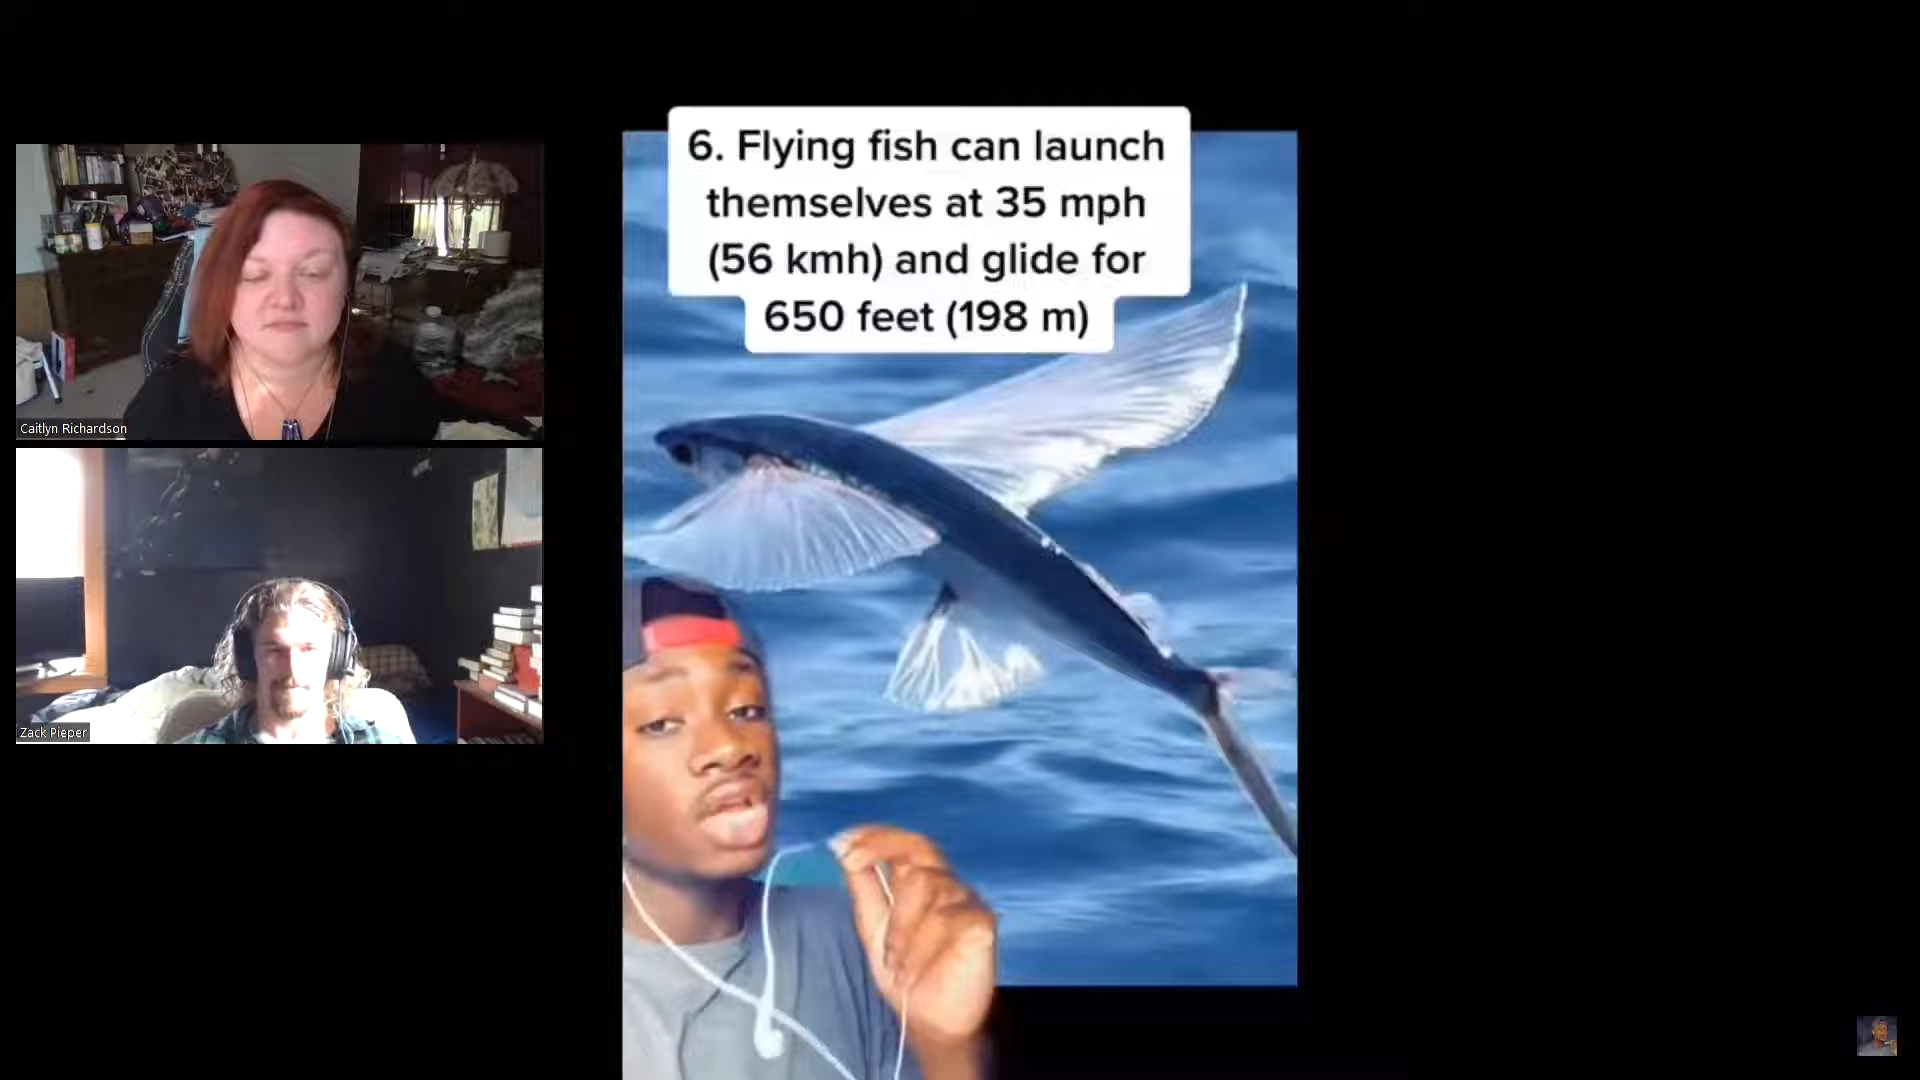 6. Flying fish can launch
themselves at 35 mph
(56 kmh) and glide for
650 feet (198 m)
Caitlyn Richardson
Zack Pieper